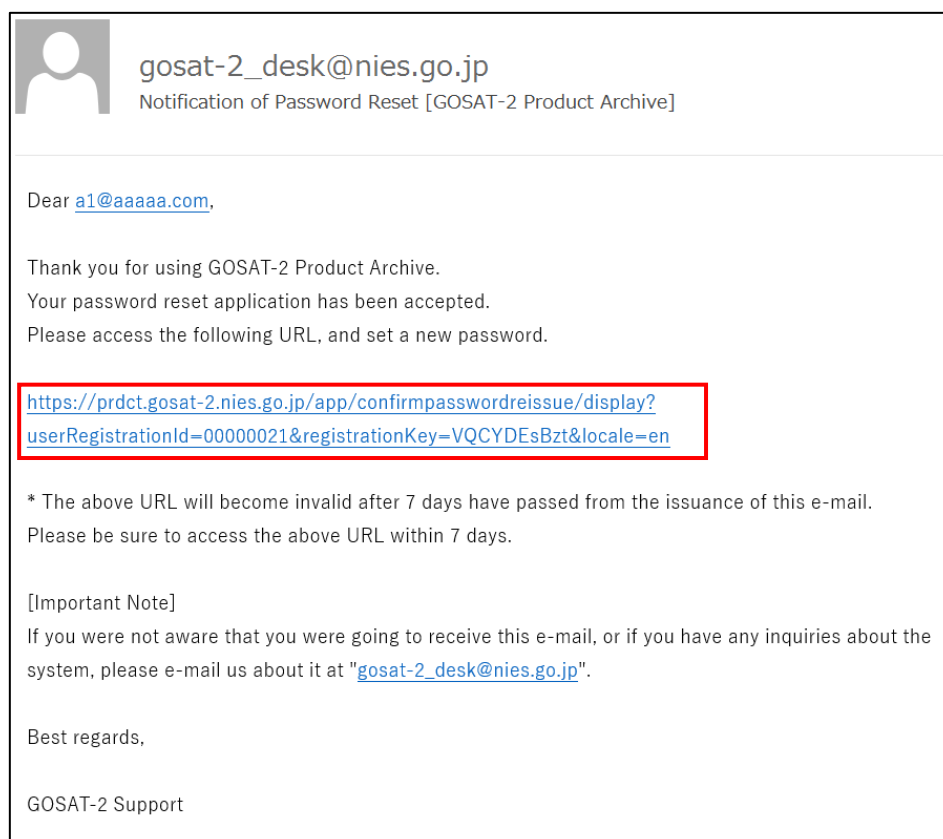 gosat-2_desk@nies.go.jp
Notification of Password Reset [GOSAT-2 Product Archive]
Dear a1@aaaaa.com,
Thank you for using GOSAT-2 Product Archive.
Your password reset application has been accepted.
Please access the following URL, and set a new password.
https://prdct.gosat-2.nies.go.jp/app/confirmpasswordreissue/display?
userRegistrationId=00000021&registrationKey=VQCYDEsBzt&locale=en
* The above URL will become invalid after 7 days have passed from the issuance of this e-mail.
Please be sure to access the above URL within 7 days.
[Important Note]
If you were not aware that you were going to receive this e-mail, or if you have any inquiries about the
system, please e-mail us about it at "gosat-2_desk@nies.go.jp".
Best regards,
GOSAT-2 Support